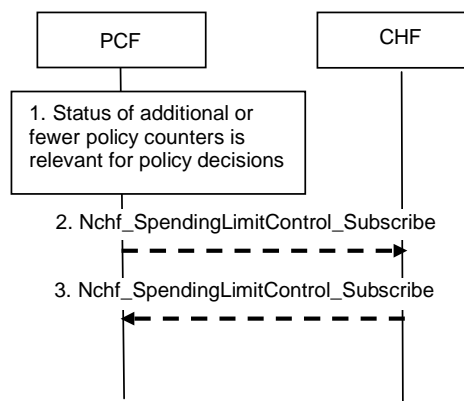 PCF
CHF
1. Status of additional or
fewer policy counters is
relevant for policy decisions
2. Nchf_SpendingLimitControl_Subscribe
3. Nchf_SpendingLimitControl_Subscribe